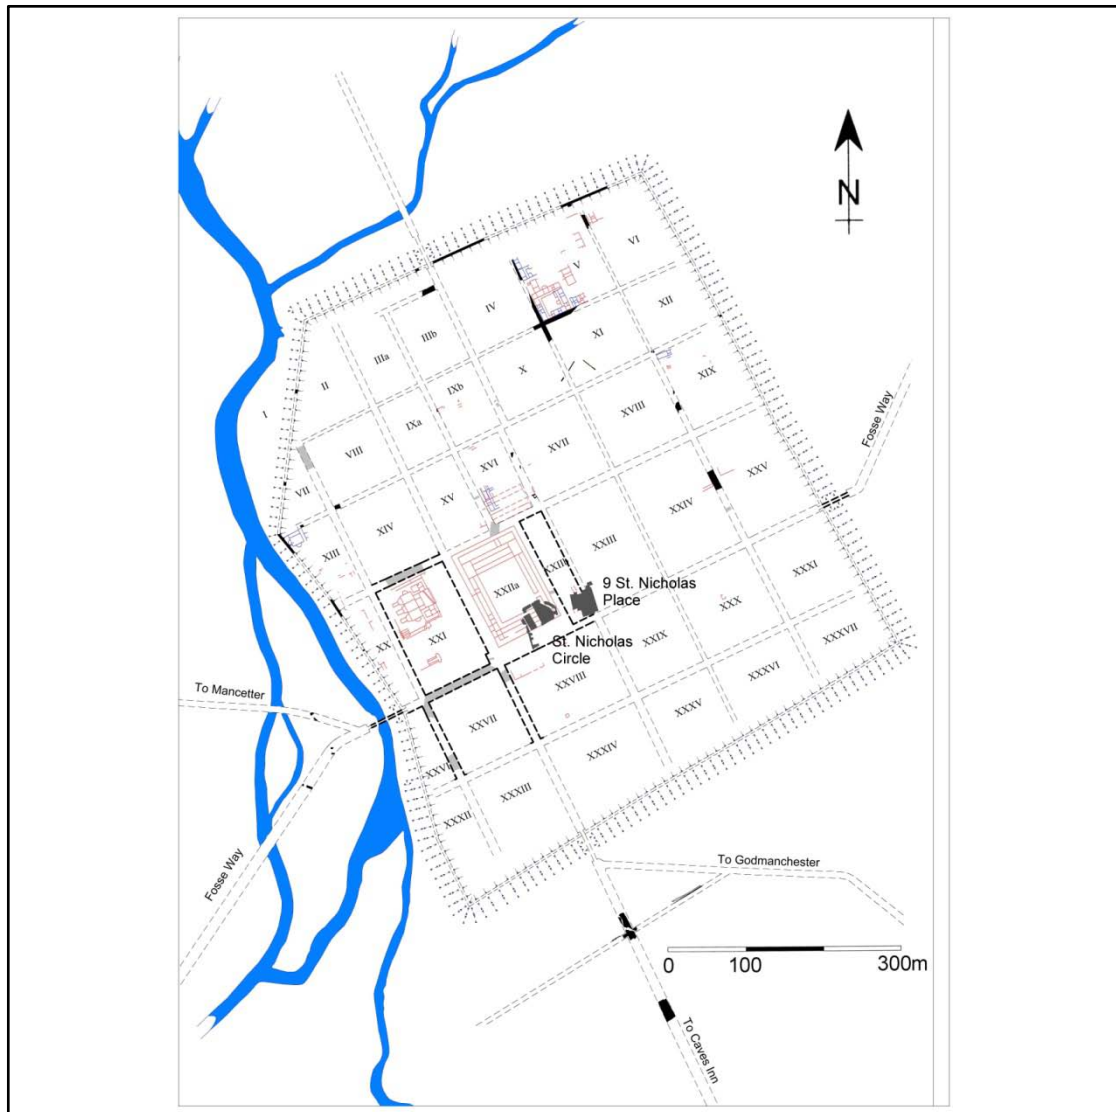 N
VI
V
IV
XII
IIIb
XI
IIIa
X
II
XIX
IXb
I
IXa
XVIII
VIII
XVII
Fosse Way
XVI
XXV
VII
XV
XXIV
XIV
XXIII
XIII
XXXI
XXIIb
XXIIa
9 St. Nicholas
Place
XXX
XXI
XXIX
XXXVII
XX
St. Nicholas
Circle
XXVIII
XXXVI
To Mancetter
XXXV
XXVII
XXXIV
XXVI
XXXIII
XXXII
Fosse Way
To Godmanchester
0
100
300m
To Caves Inn